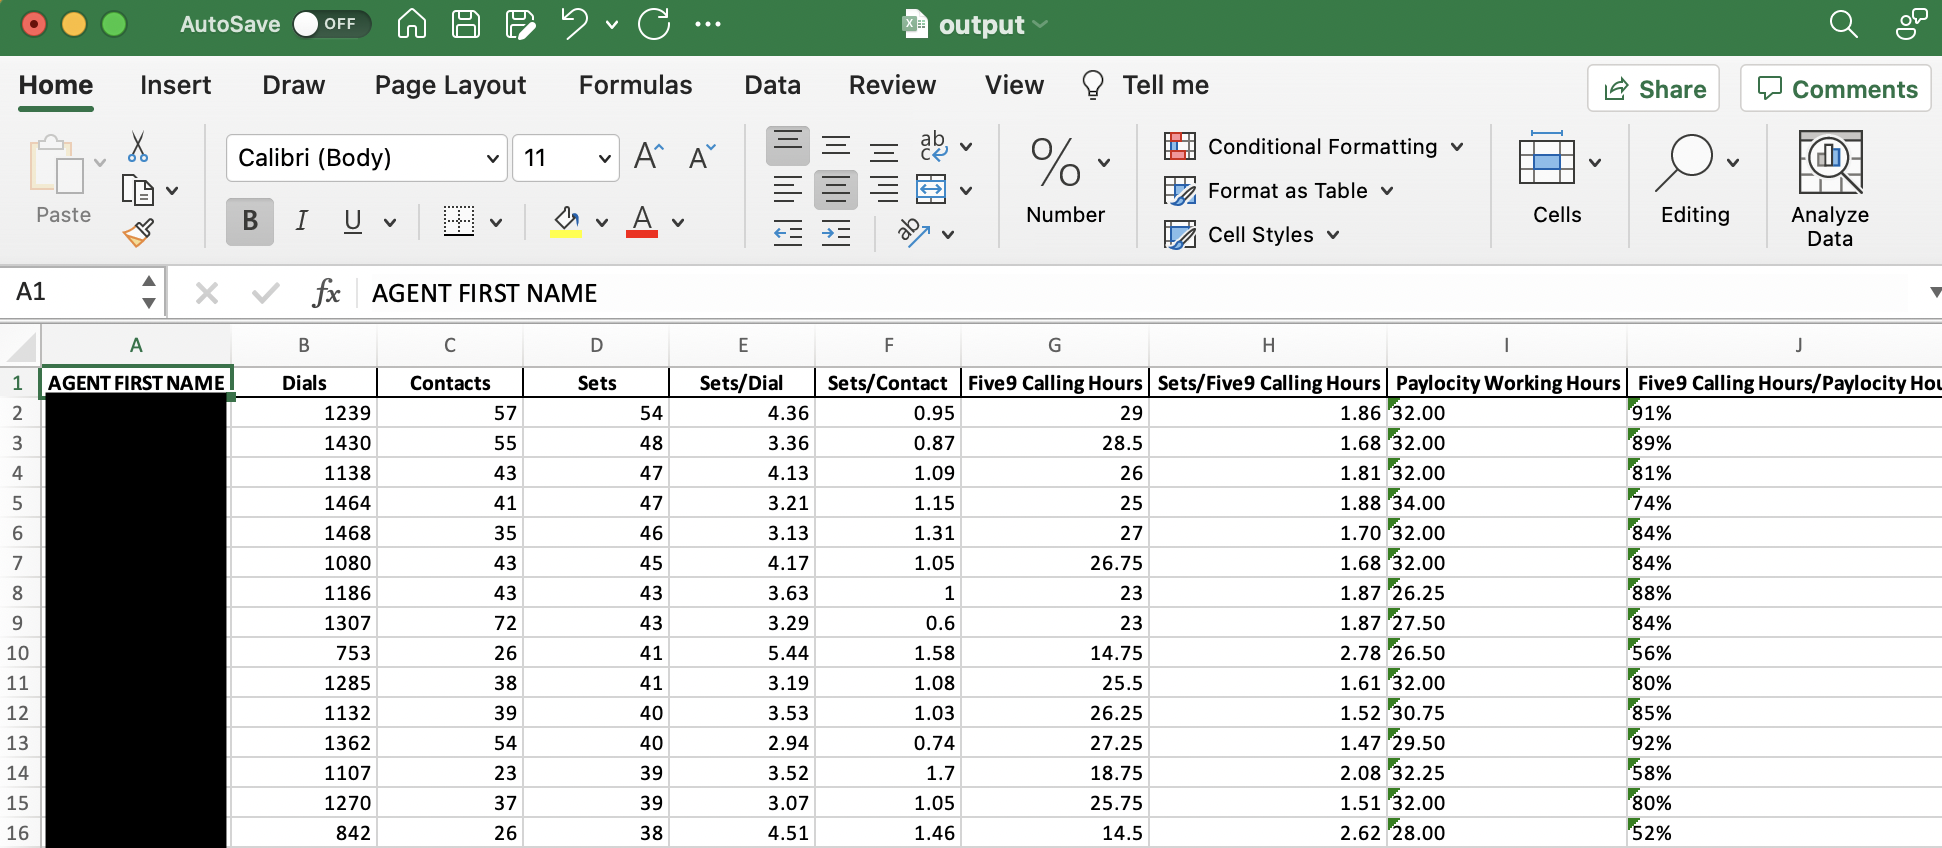 AutoSave OFF output
Home Insert Draw Page Layout Formulas Data Review View Tell me Share Comments
Paste Calibri (Body) 11 A A ab c % Number Conditional Formatting Format as Table Cell Styles Cells Editing Analyze Data
B I U A ab
A1 fx AGENT FIRST NAME
A B C D E F G H I J
1 AGENT FIRST NAME Dials Contacts Sets Sets/Dial Sets/Contact Five9 Calling Hours Sets/Five9 Calling Hours Paylocity Working Hours Five9 Calling Hours/Paylocity Hou
2 1239 57 54 4.36 0.95 29 1.86 32.00 91%
3 1430 55 48 3.36 0.87 28.5 1.68 32.00 89%
4 1138 43 47 4.13 1.09 26 1.81 32.00 81%
5 1464 41 47 3.21 1.15 25 1.88 34.00 74%
6 1468 35 46 3.13 1.31 27 1.70 32.00 84%
7 1080 43 45 4.17 1.05 26.75 1.68 32.00 84%
8 1186 43 43 3.63 1 23 1.87 26.25 88%
9 1307 72 43 3.29 0.6 23 1.87 27.50 84%
10 753 26 41 5.44 1.58 14.75 2.78 26.50 56%
11 1285 38 41 3.19 1.08 25.5 1.61 32.00 80%
12 1132 39 40 3.53 1.03 26.25 1.52 30.75 85%
13 1362 54 40 2.94 0.74 27.25 1.47 29.50 92%
14 1107 23 39 3.52 1.7 18.75 2.08 32.25 58%
15 1270 37 39 3.07 1.05 25.75 1.51 32.00 80%
16 842 26 38 4.51 1.46 14.5 2.62 28.00 52%